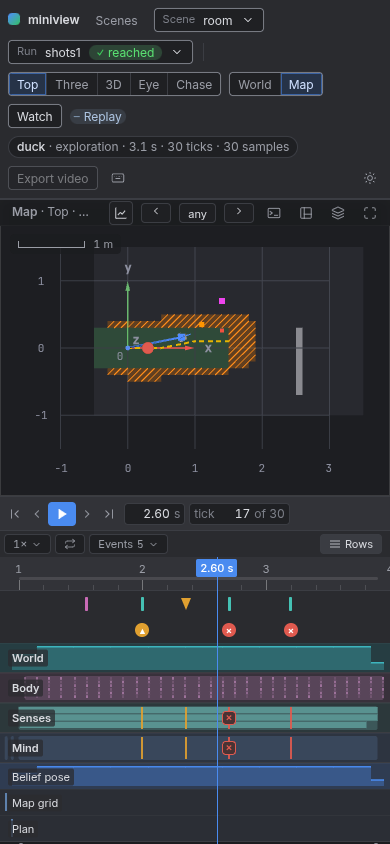 miniview Scenes Scene room
Run shots1 ✓ reached
Top Three 3D Eye Chase World Map
Watch – Replay
duck · exploration · 3.1 s · 30 ticks · 30 samples
Export video
Map · Top · ... any
1 m
y
1
z
0
0
x
-1
-1 0 1 2 3
2.60 s tick 17 of 30
1× Events 5 Rows
1 2 2.60 s 3 4
World
Body
Senses
Mind
Belief pose
Map grid
Plan